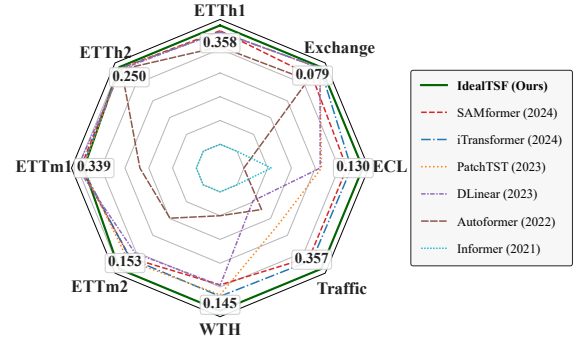 ETTh1
0.358
Exchange
0.079
ETTh2
0.250
ETTm1
0.339
0.130
ECL
0.153
ETTm2
0.145
WTH
0.357
Traffic
IdealTSF (Ours)
SAMformer (2024)
iTransformer (2024)
PatchTST (2023)
DLinear (2023)
Autoformer (2022)
Informer (2021)